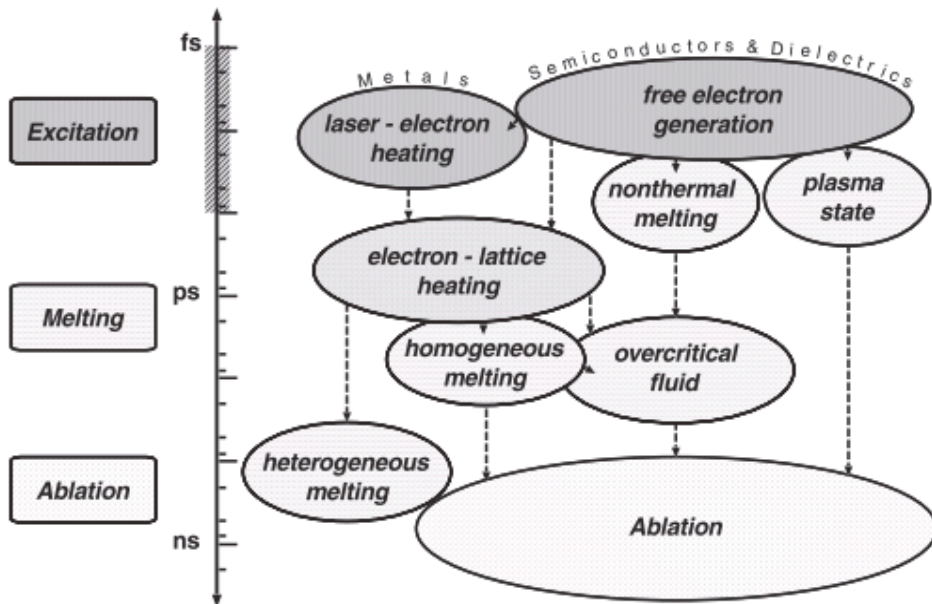 fs
Semiconductors & Dielectrics
Metals
free electron
generation
Excitation
laser - electron
heating
nonthermal
melting
plasma
state
electron - lattice
heating
ps
Melting
homogeneous
melting
overcritical
fluid
heterogeneous
melting
Ablation
Ablation
ns